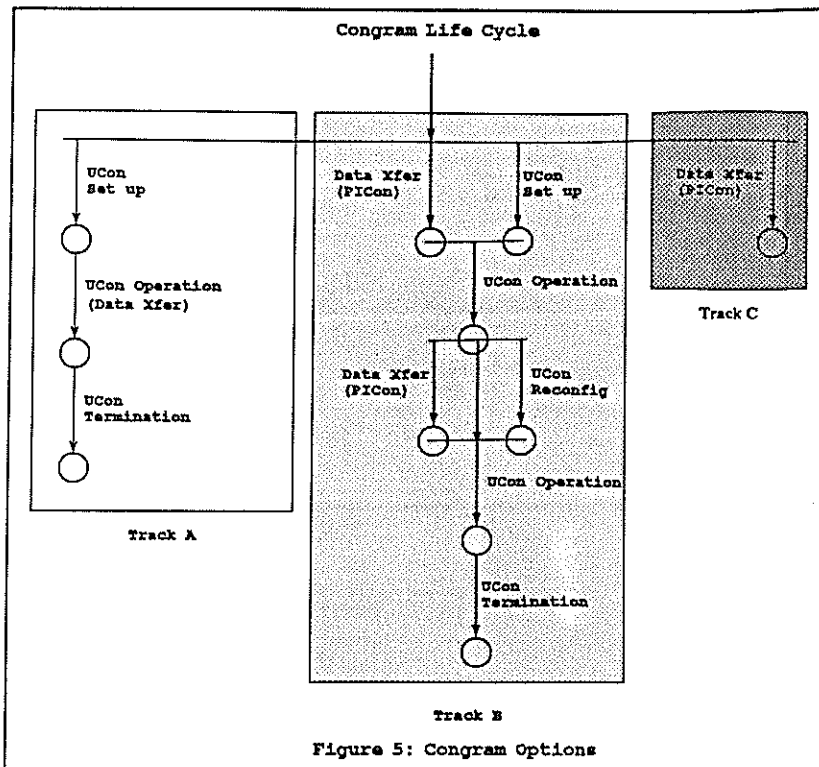 Congram Life Cycle
UCon
Set up
UCon Operation
(Data Xfer)
UCon
Termination
Track A
Data Xfer
(PICon)
UCon
Set up
UCon Operation
Data Xfer
(PICon)
UCon
Reconfig
UCon Operation
UCon
Termination
Track B
Data Xfer
(PICon)
Track C
Figure 5: Congram Options